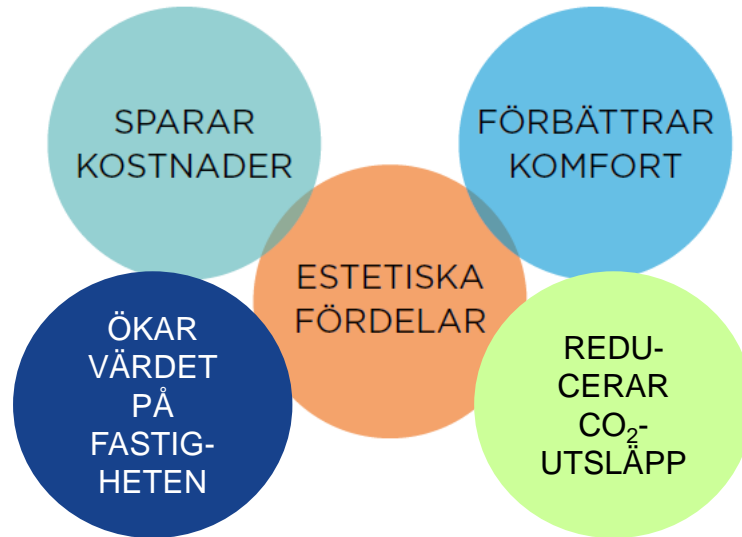 SPARAR
KOSTNADER
FÖRBÄTTRAR
KOMFORT
ESTETISKA
FÖRDELAR
ÖKAR
VÄRDET
PÅ
FASTIG-
HETEN
REDU-
CERAR
CO₂-
UTSLÄPP